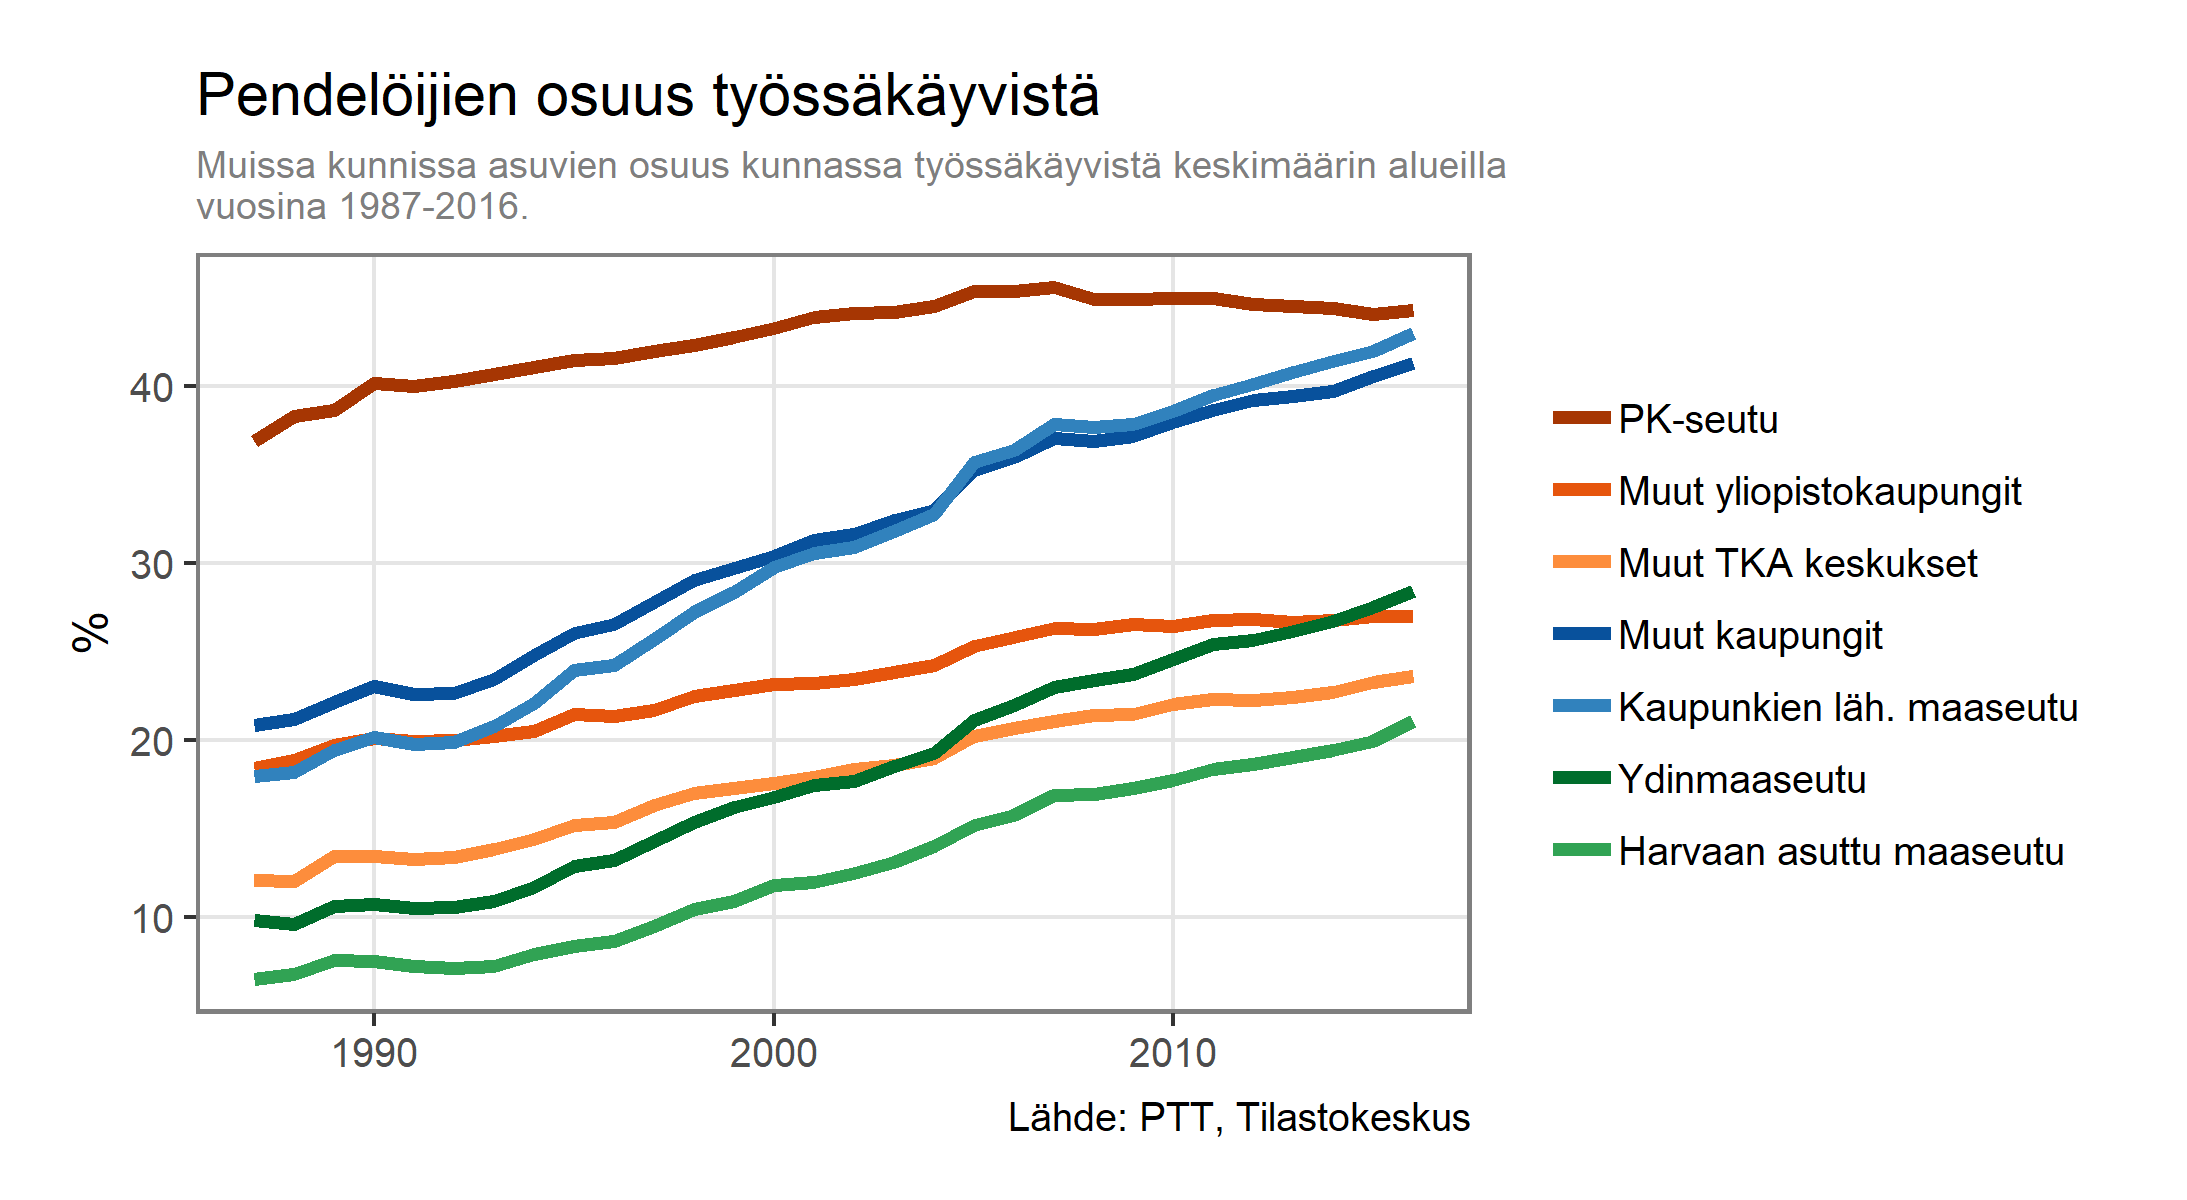 Pendelöijien osuus työssäkäyvistä
Muissa kunnissa asuvien osuus kunnassa työssäkäyvistä keskimäärin alueilla
vuosina 1987-2016.
%
40
30
20
10
1990
2000
2010
PK-seutu
Muut yliopistokaupungit
Muut TKA keskukset
Muut kaupungit
Kaupunkien läh. maaseutu
Ydinmaaseutu
Harvaan asuttu maaseutu
Lähde: PTT, Tilastokeskus